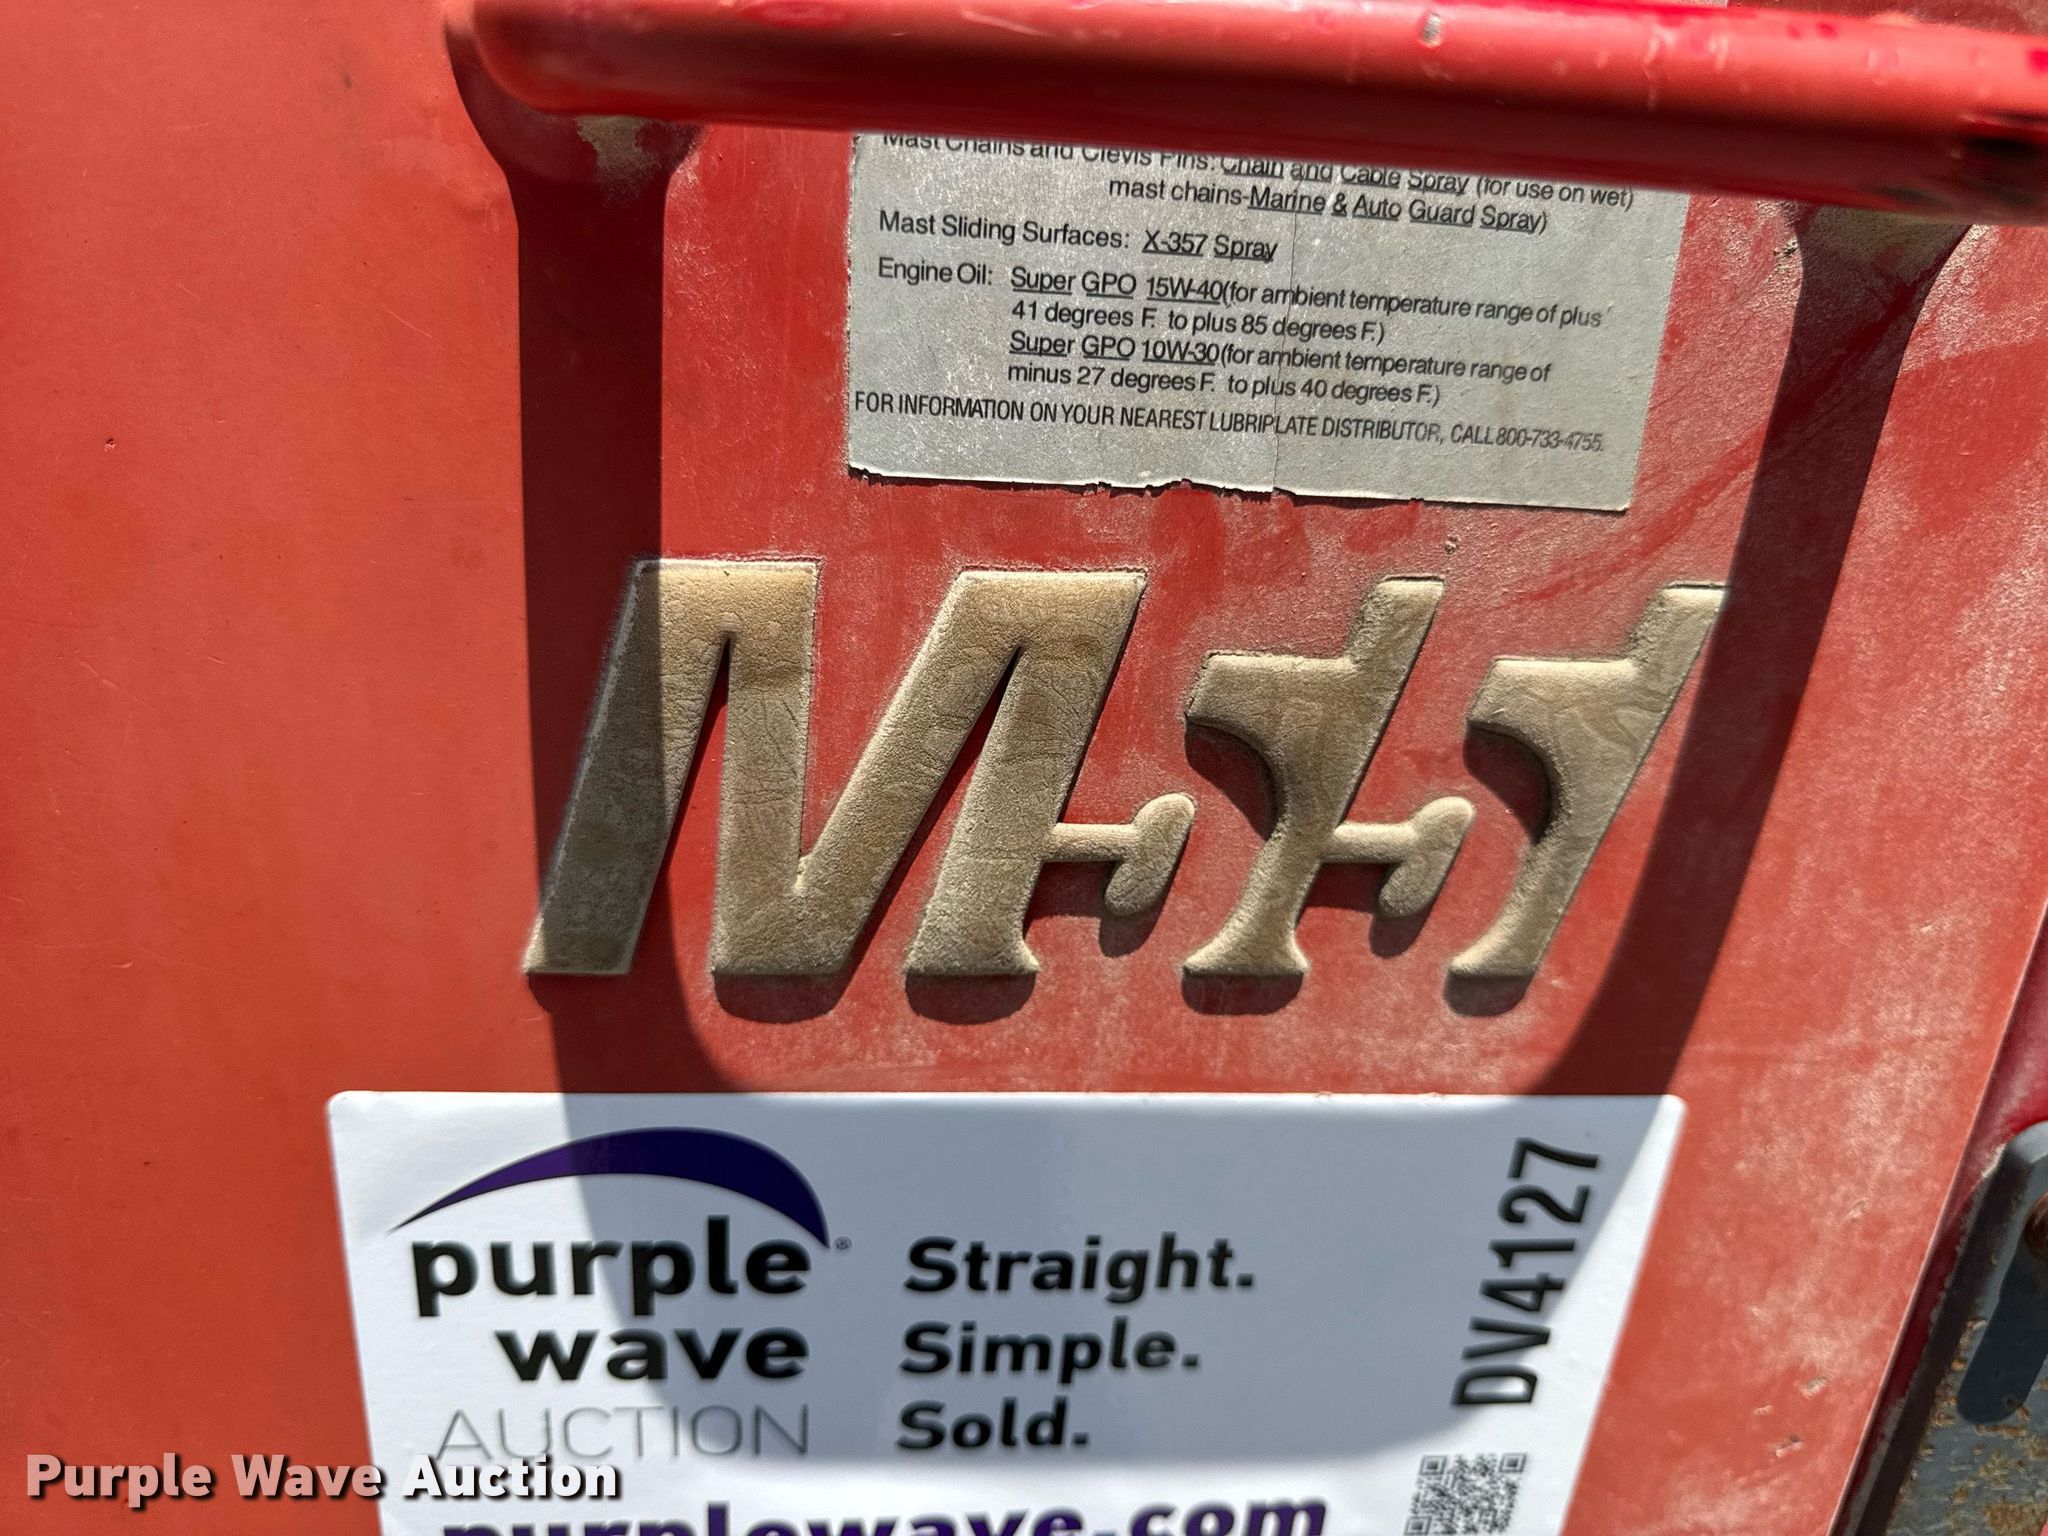 Mast Chains and Clevis Pins: Chain and Cable Spray (for use on wet)
mast chains-Marine & Auto Guard Spray)
Mast Sliding Surfaces: X-357 Spray
Engine Oil: Super GPO 15W-40(for ambient temperature range of plus
41 degrees F. to plus 85 degrees F.)
Super GPO 10W-30(for ambient temperature range of
minus 27 degrees F. to plus 40 degrees F.)
FOR INFORMATION ON YOUR NEAREST LUBRIPLATE DISTRIBUTOR, CALL 800-733-4755.
purple
wave®
AUCTION
Straight.
Simple.
Sold.
DV4127
purplewave.com
Purple Wave Auction